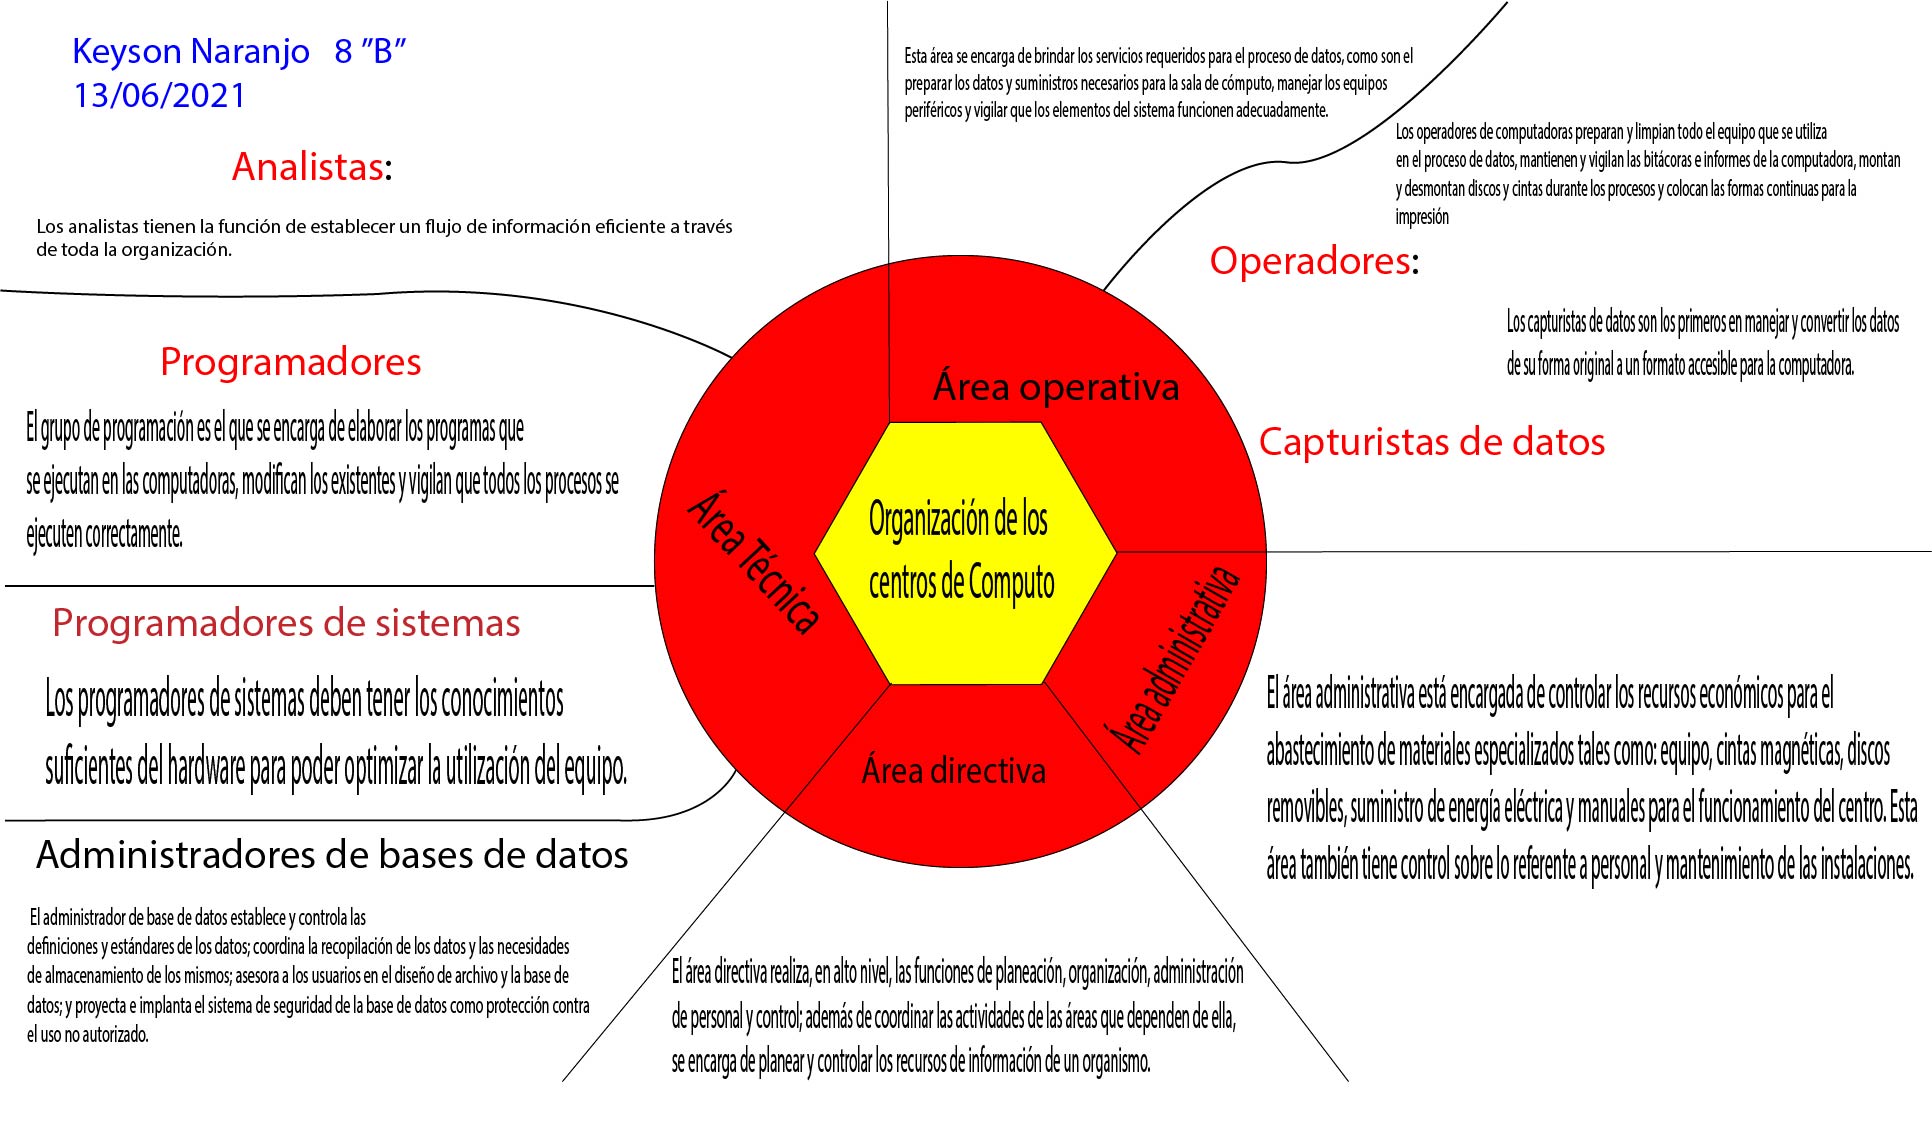 Keyson Naranjo   8 ”B”
13/06/2021
Analistas:
Los analistas tienen la función de establecer un flujo de información eficiente a través
de toda la organización.
Programadores
El grupo de programación es el que se encarga de elaborar los programas que
se ejecutan en las computadoras, modifican los existentes y vigilan que todos los procesos se
ejecuten correctamente.
Programadores de sistemas
Los programadores de sistemas deben tener los conocimientos
suficientes del hardware para poder optimizar la utilización del equipo.
Administradores de bases de datos
El administrador de base de datos establece y controla las
definiciones y estándares de los datos; coordina la recopilación de los datos y las necesidades
de almacenamiento de los mismos; asesora a los usuarios en el diseño de archivo y la base de
datos; y proyecta e implanta el sistema de seguridad de la base de datos como protección contra
el uso no autorizado.
Esta área se encarga de brindar los servicios requeridos para el proceso de datos, como son el
preparar los datos y suministros necesarios para la sala de cómputo, manejar los equipos
periféricos y vigilar que los elementos del sistema funcionen adecuadamente.
Los operadores de computadoras preparan y limpian todo el equipo que se utiliza
en el proceso de datos, mantienen y vigilan las bitácoras e informes de la computadora, montan
y desmontan discos y cintas durante los procesos y colocan las formas continuas para la
impresión
Operadores:
Los capturistas de datos son los primeros en manejar y convertir los datos
de su forma original a un formato accesible para la computadora.
Capturistas de datos
Área operativa
Área Técnica
Organización de los
centros de Computo
Área administrativa
Área directiva
El área administrativa está encargada de controlar los recursos económicos para el
abastecimiento de materiales especializados tales como: equipo, cintas magnéticas, discos
removibles, suministro de energía eléctrica y manuales para el funcionamiento del centro. Esta
área también tiene control sobre lo referente a personal y mantenimiento de las instalaciones.
El área directiva realiza, en alto nivel, las funciones de planeación, organización, administración
de personal y control; además de coordinar las actividades de las áreas que dependen de ella,
se encarga de planear y controlar los recursos de información de un organismo.